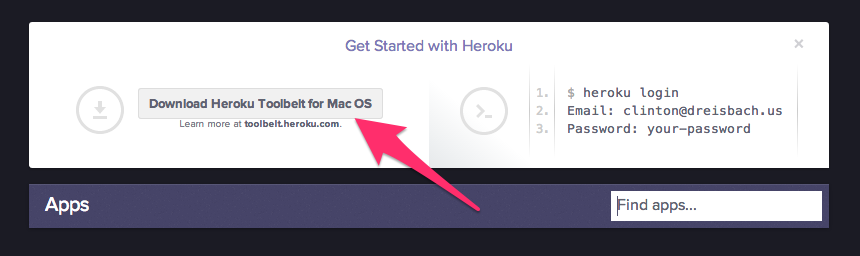 Get Started with Heroku
×
Download Heroku Toolbelt for Mac OS
Learn more at toolbelt.heroku.com.
1. $ heroku login
2. Email: clinton@dreisbach.us
3. Password: your-password
Apps
Find apps...